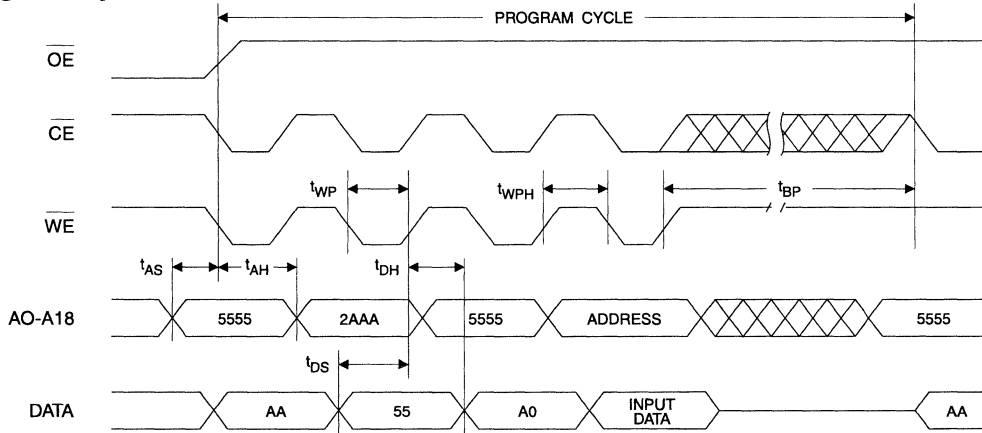 PROGRAM CYCLE
OE
CE
tWP
tWPH
tBP
WE
tAS
tAH
tDH
AO-A18
5555
2AAA
5555
ADDRESS
5555
tDS
DATA
AA
55
A0
INPUT
DATA
AA